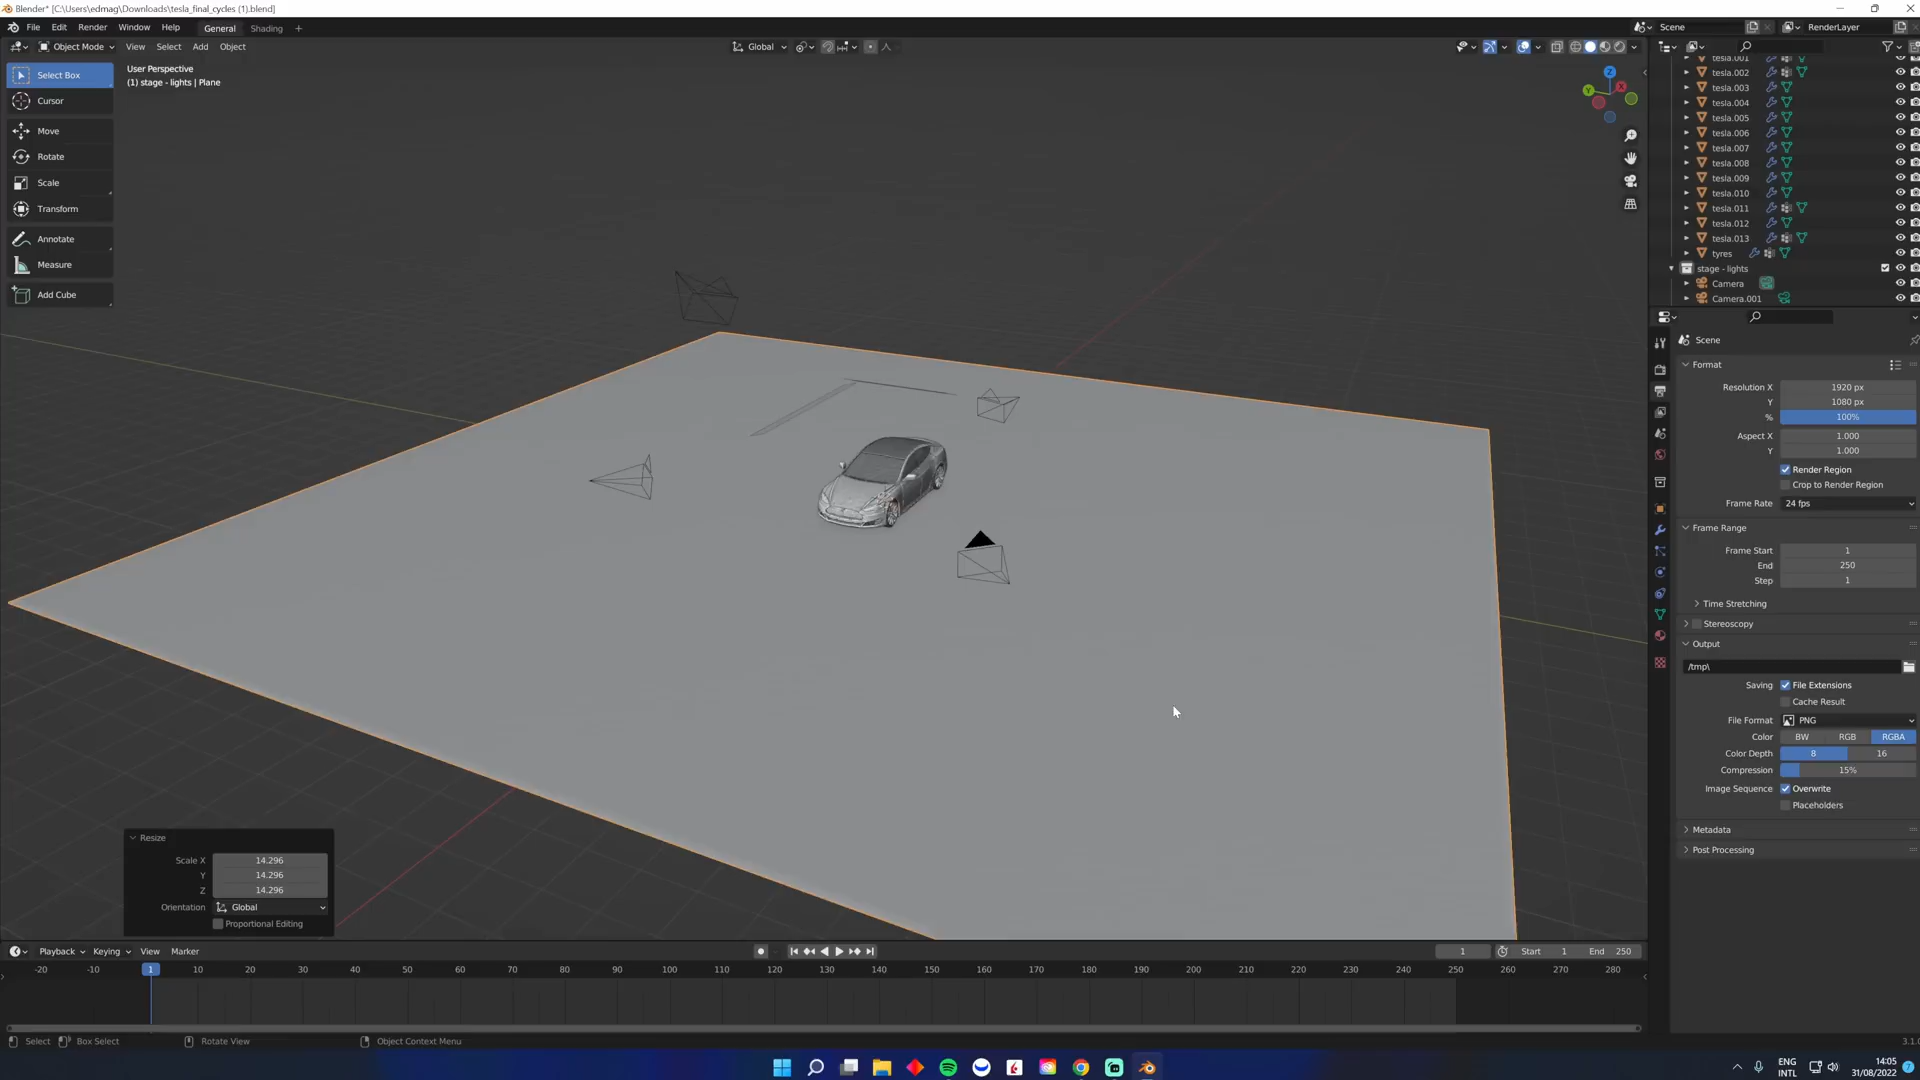 Blender* [C:\Users\edmag\Downloads\tesla_final_cycles (1).blend]
File Edit Render Window Help General Shading +
Scene RenderLayer
Object Mode View Select Add Object Global
Select Box
Cursor
Move
Rotate
Scale
Transform
Annotate
Measure
Add Cube
User Perspective
(1) stage - lights | Plane
Z
Y
X
tesla.001
tesla.002
tesla.003
tesla.004
tesla.005
tesla.006
tesla.007
tesla.008
tesla.009
tesla.010
tesla.011
tesla.012
tesla.013
tyres
stage - lights
Camera
Camera.001
Scene
Format
Resolution X 1920 px
Y 1080 px
% 100%
Aspect X 1.000
Y 1.000
Render Region
Crop to Render Region
Frame Rate 24 fps
Frame Range
Frame Start 1
End 250
Step 1
Time Stretching
Stereoscopy
Output
/tmp\
Saving File Extensions
Cache Result
File Format PNG
Color BW RGB RGBA
Color Depth 8 16
Compression 15%
Image Sequence Overwrite
Placeholders
Metadata
Post Processing
Resize
Scale X 14.296
Y 14.296
Z 14.296
Orientation Global
Proportional Editing
Playback Keying View Marker 1 Start 1 End 250
-20 -10 1 10 20 30 40 50 60 70 80 90 100 110 120 130 140 150 160 170 180 190 200 210 220 230 240 250 260 270 280
Select Box Select Rotate View Object Context Menu 3.1.0
ENG
INTL
14:05
31/08/2022